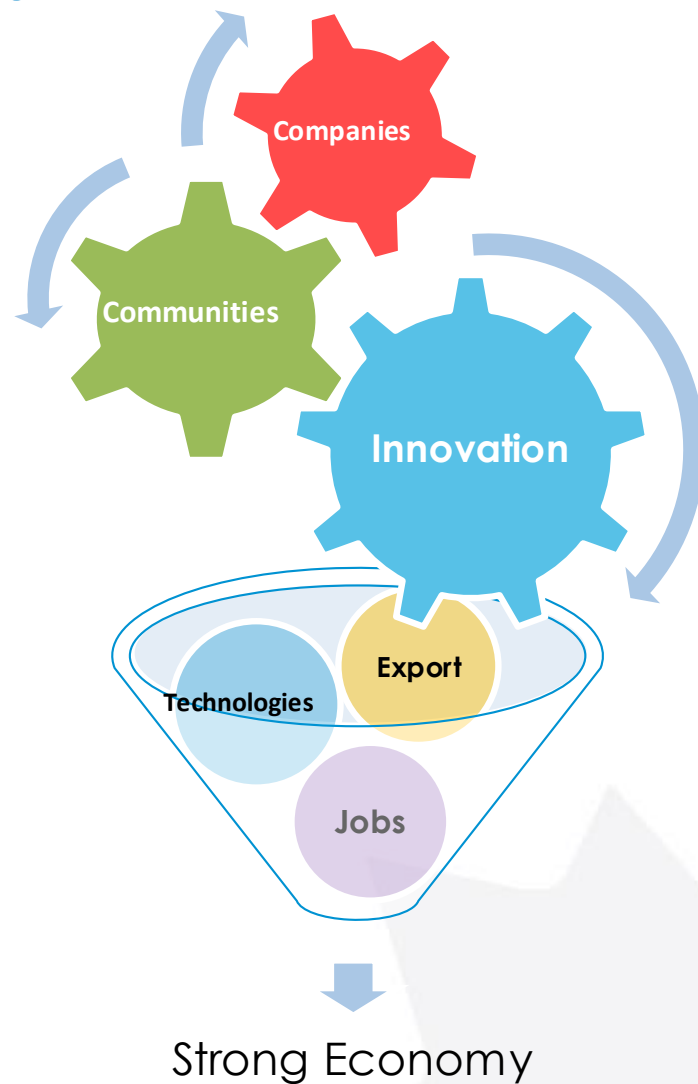 Companies
Communities
Innovation
Export
Technologies
Jobs
Strong Economy